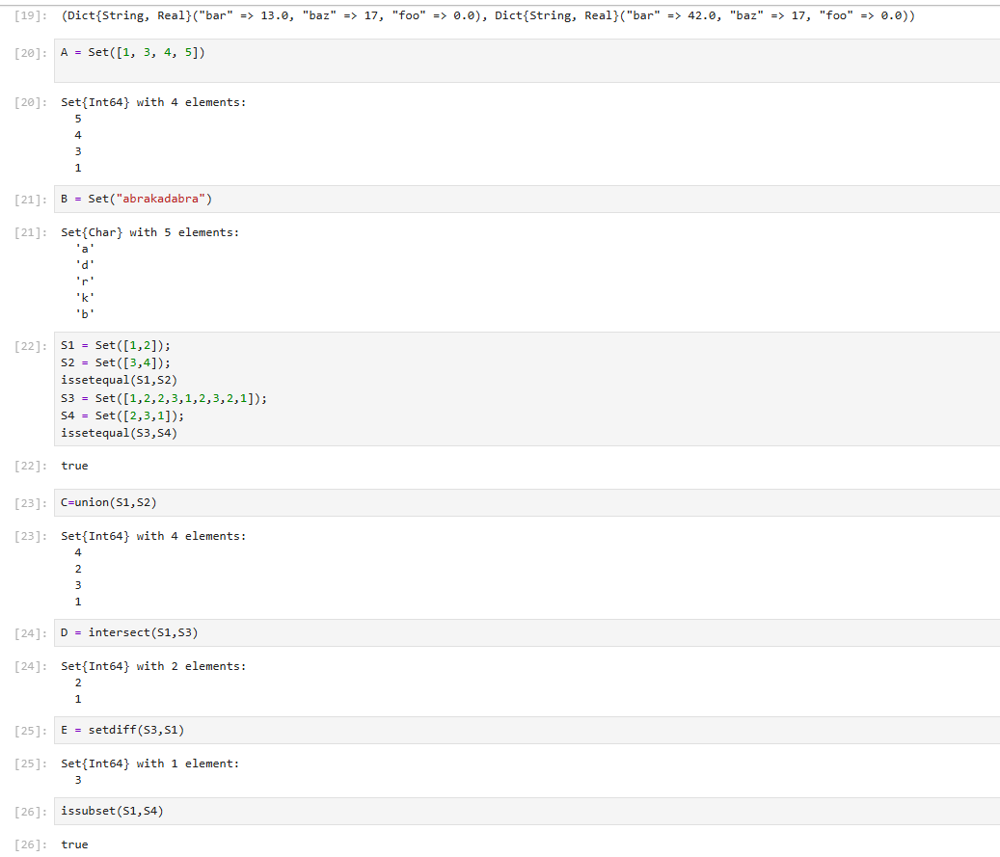 [19]: (Dict{String, Real}("bar" => 13.0, "baz" => 17, "foo" => 0.0), Dict{String, Real}("bar" => 42.0, "baz" => 17, "foo" => 0.0))
[20]: A = Set([1, 3, 4, 5])
[20]: Set{Int64} with 4 elements:
5
4
3
1
[21]: B = Set("abrakadabra")
[21]: Set{Char} with 5 elements:
'a'
'd'
'r'
'k'
'b'
[22]: S1 = Set([1,2]);
S2 = Set([3,4]);
issetequal(S1,S2)
S3 = Set([1,2,2,3,1,2,3,2,1]);
S4 = Set([2,3,1]);
issetequal(S3,S4)
[22]: true
[23]: C=union(S1,S2)
[23]: Set{Int64} with 4 elements:
4
2
3
1
[24]: D = intersect(S1,S3)
[24]: Set{Int64} with 2 elements:
2
1
[25]: E = setdiff(S3,S1)
[25]: Set{Int64} with 1 element:
3
[26]: issubset(S1,S4)
[26]: true